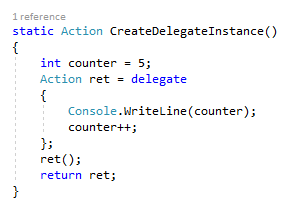 1 reference
static Action CreateDelegateInstance()
{
    int counter = 5;
    Action ret = delegate
    {
        Console.WriteLine(counter);
        counter++;
    };
    ret();
    return ret;
}